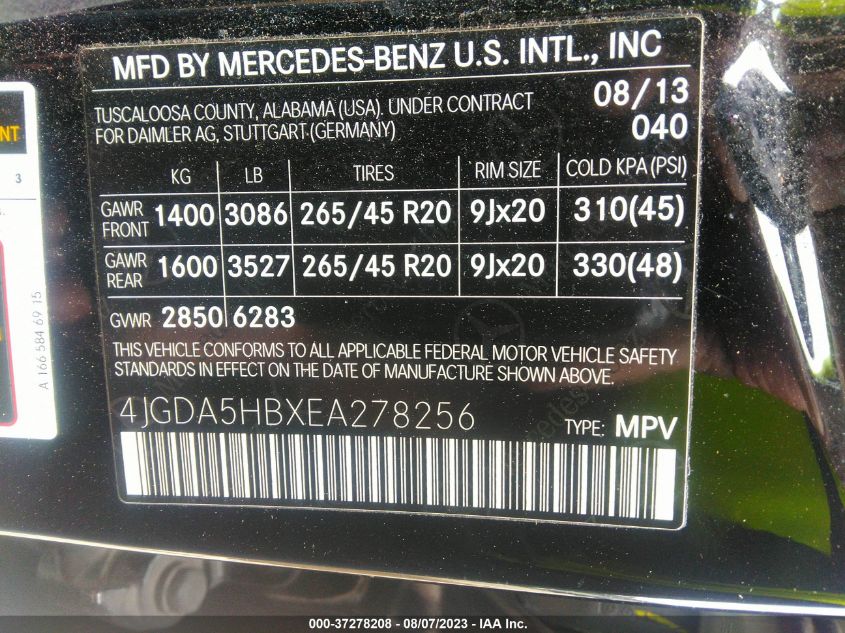 MFD BY MERCEDES-BENZ U.S. INTL., INC
TUSCALOOSA COUNTY, ALABAMA (USA). UNDER CONTRACT
FOR DAIMLER AG, STUTTGART (GERMANY)
08/13
040
KG LB TIRES RIM SIZE COLD KPA (PSI)
GAWR FRONT 1400 3086 265/45 R20 9Jx20 310(45)
GAWR REAR 1600 3527 265/45 R20 9Jx20 330(48)
GVWR 2850 6283
THIS VEHICLE CONFORMS TO ALL APPLICABLE FEDERAL MOTOR VEHICLE SAFETY
STANDARDS IN EFFECT ON THE DATE OF MANUFACTURE SHOWN ABOVE.
4JGDA5HBXEA278256
TYPE: MPV
3
A 166 584 69 15
000-37278208 - 08/07/2023 - IAA Inc.